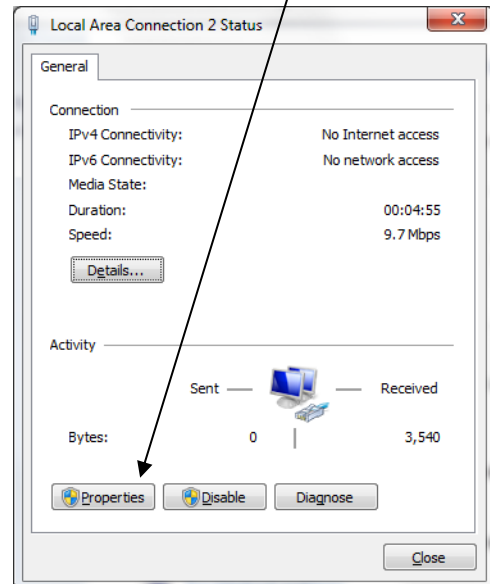 Local Area Connection 2 Status
General
Connection
IPv4 Connectivity: No Internet access
IPv6 Connectivity: No network access
Media State:
Duration: 00:04:55
Speed: 9.7 Mbps
Details...
Activity
Sent Received
Bytes: 0 3,540
Properties Disable Diagnose
Close